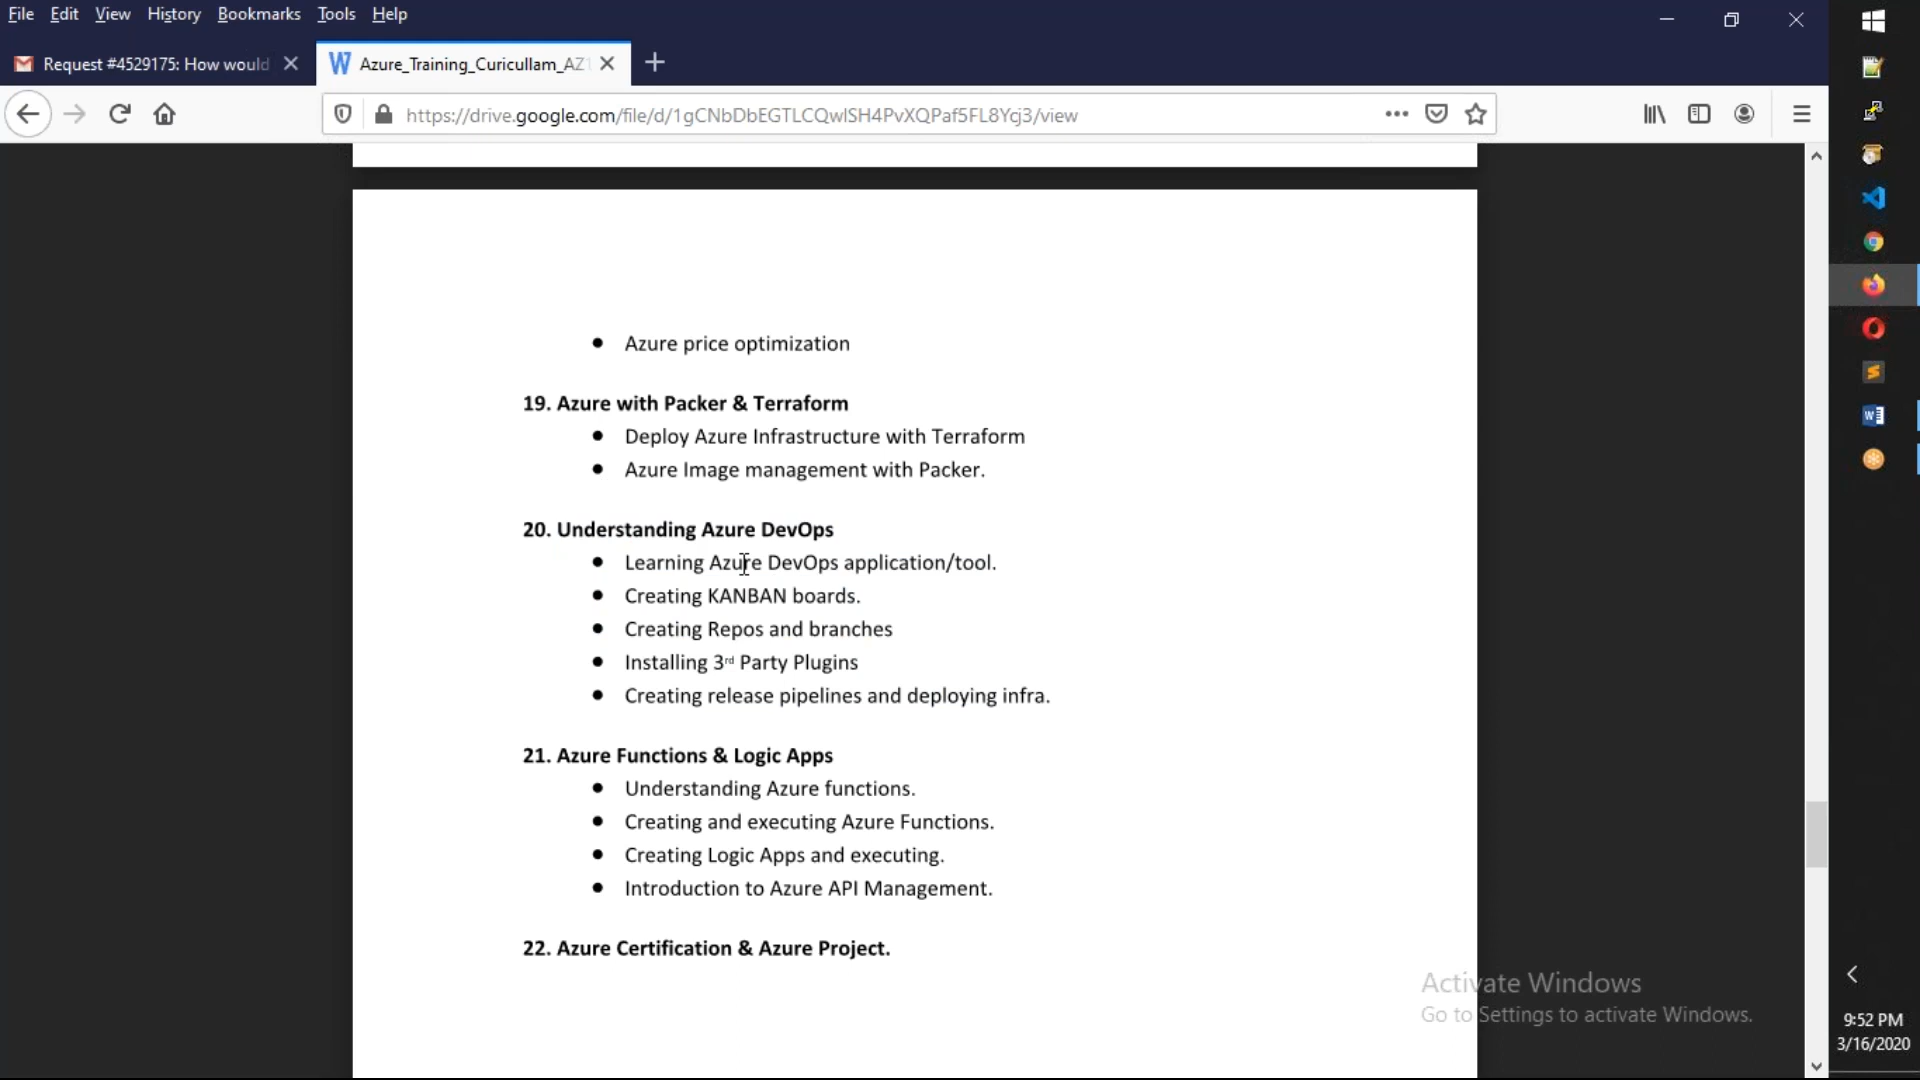 File Edit View History Bookmarks Tools Help
Request #4529175: How would
Azure_Training_Curicullam_AZ1
https://drive.google.com/file/d/1gCNbDbEGTLCQwlSH4PvXQPaf5FL8Ycj3/view
• Azure price optimization
19. Azure with Packer & Terraform
• Deploy Azure Infrastructure with Terraform
• Azure Image management with Packer.
20. Understanding Azure DevOps
• Learning Azure DevOps application/tool.
• Creating KANBAN boards.
• Creating Repos and branches
• Installing 3rd Party Plugins
• Creating release pipelines and deploying infra.
21. Azure Functions & Logic Apps
• Understanding Azure functions.
• Creating and executing Azure Functions.
• Creating Logic Apps and executing.
• Introduction to Azure API Management.
22. Azure Certification & Azure Project.
Activate Windows
Go to Settings to activate Windows.
9:52 PM
3/16/2020